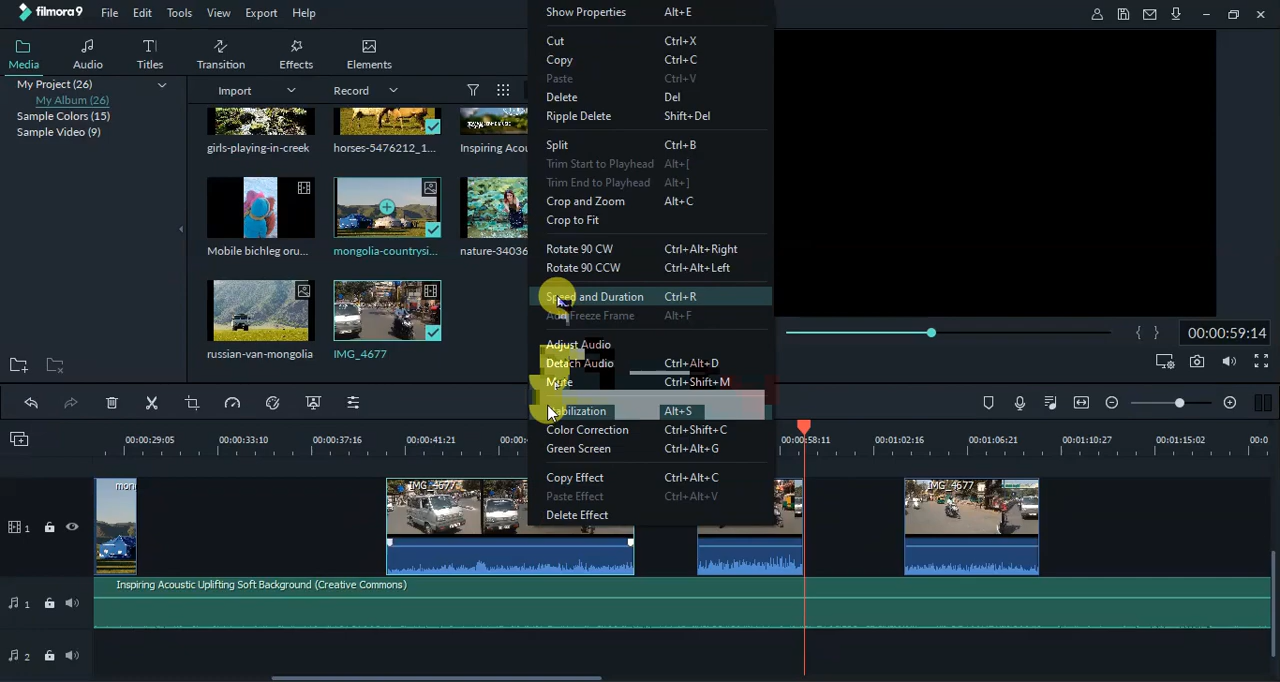 filmora 9 File Edit Tools View Export Help
Media Audio Titles Transition Effects Elements
My Project (26)
My Album (26)
Sample Colors (15)
Sample Video (9)
Import Record
girls-playing-in-creek horses-5476212_1... Inspiring Acou
Mobile bichleg oru... mongolia-countrysi... nature-34036
russian-van-mongolia IMG_4677
Show Properties Alt+E
Cut Ctrl+X
Copy Ctrl+C
Paste Ctrl+V
Delete Del
Ripple Delete Shift+Del
Split Ctrl+B
Trim Start to Playhead Alt+[
Trim End to Playhead Alt+]
Crop and Zoom Alt+C
Crop to Fit
Rotate 90 CW Ctrl+Alt+Right
Rotate 90 CCW Ctrl+Alt+Left
Speed and Duration Ctrl+R
Add Freeze Frame Alt+F
Adjust Audio
Detach Audio Ctrl+Alt+D
Mute Ctrl+Shift+M
Alt+S
Color Correction Ctrl+Shift+C
Green Screen Ctrl+Alt+G
Copy Effect Ctrl+Alt+C
Paste Effect Ctrl+Alt+V
Delete Effect
{ } 00:00:59:14
00:00:29:05 00:00:33:10 00:00:37:16 00:00:41:21 00:00:4 00:00:58:11 00:01:02:16 00:01:06:21 00:01:10:27 00:01:15:02 00:0
1 mon IMG_4677 IMG_4677
1 Inspiring Acoustic Uplifting Soft Background (Creative Commons)
2